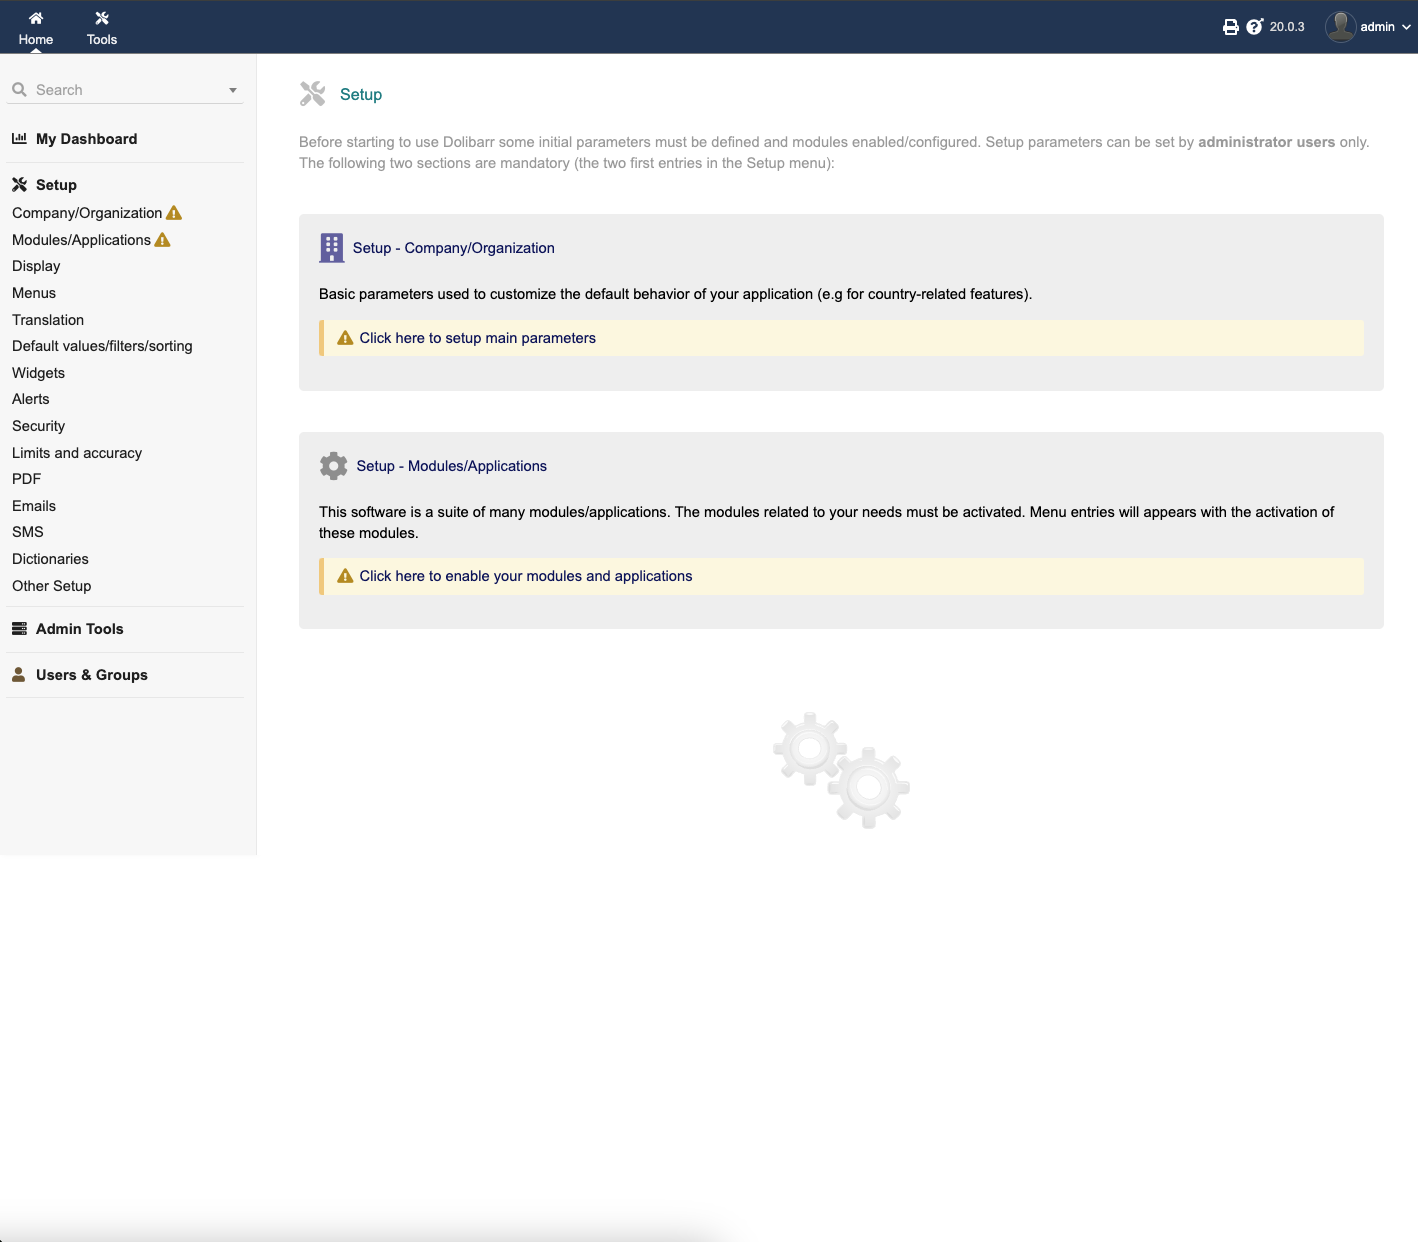 Home
Tools
20.0.3
admin
Search
My Dashboard
Setup
Company/Organization
Modules/Applications
Display
Menus
Translation
Default values/filters/sorting
Widgets
Alerts
Security
Limits and accuracy
PDF
Emails
SMS
Dictionaries
Other Setup
Admin Tools
Users & Groups
Setup
Before starting to use Dolibarr some initial parameters must be defined and modules enabled/configured. Setup parameters can be set by administrator users only.
The following two sections are mandatory (the two first entries in the Setup menu):
Setup - Company/Organization
Basic parameters used to customize the default behavior of your application (e.g for country-related features).
Click here to setup main parameters
Setup - Modules/Applications
This software is a suite of many modules/applications. The modules related to your needs must be activated. Menu entries will appears with the activation of
these modules.
Click here to enable your modules and applications